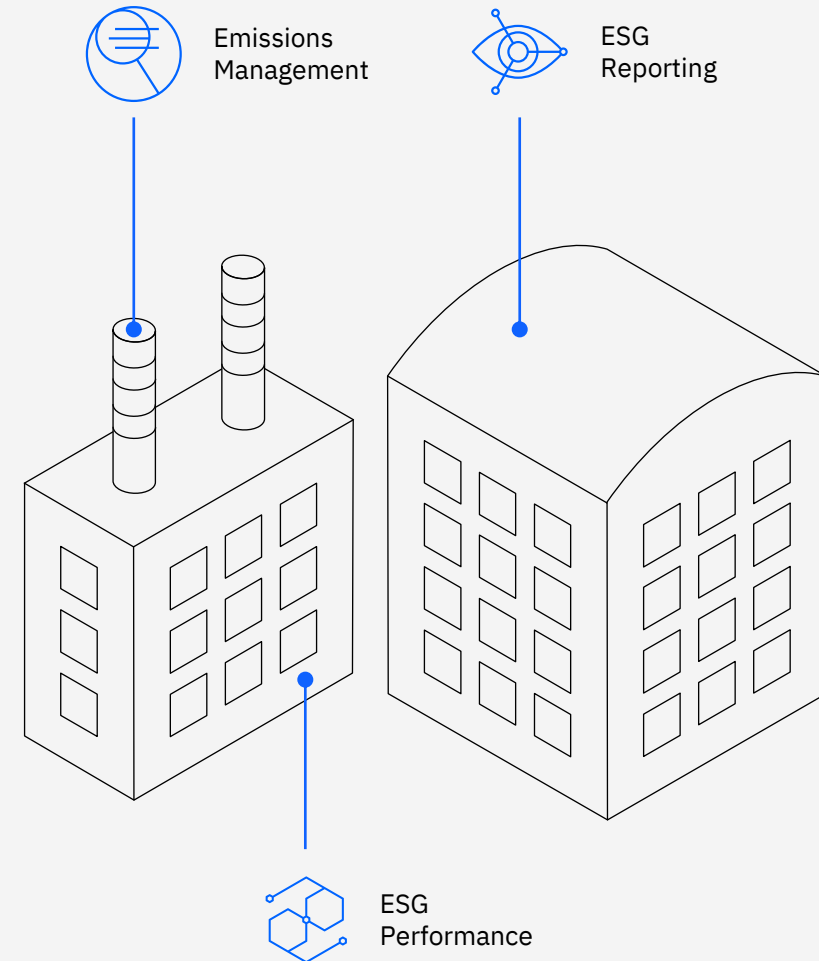 Emissions
Management
ESG
Reporting
ESG
Performance